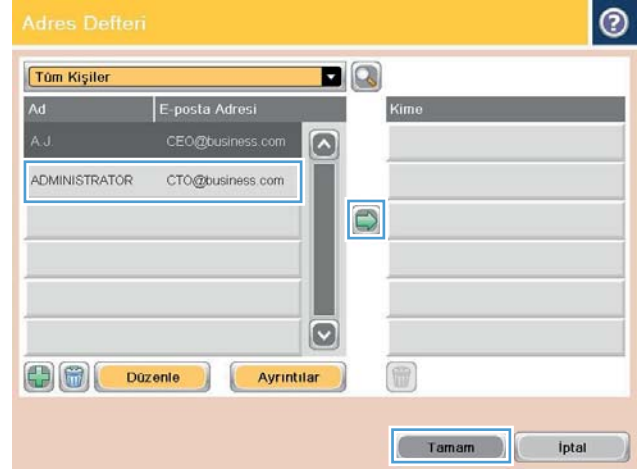 Adres Defteri
Tüm Kişiler
Ad E-posta Adresi Kime
A.J. CEO@business.com
ADMINISTRATOR CTO@business.com
Düzenle Ayrıntılar
Tamam İptal